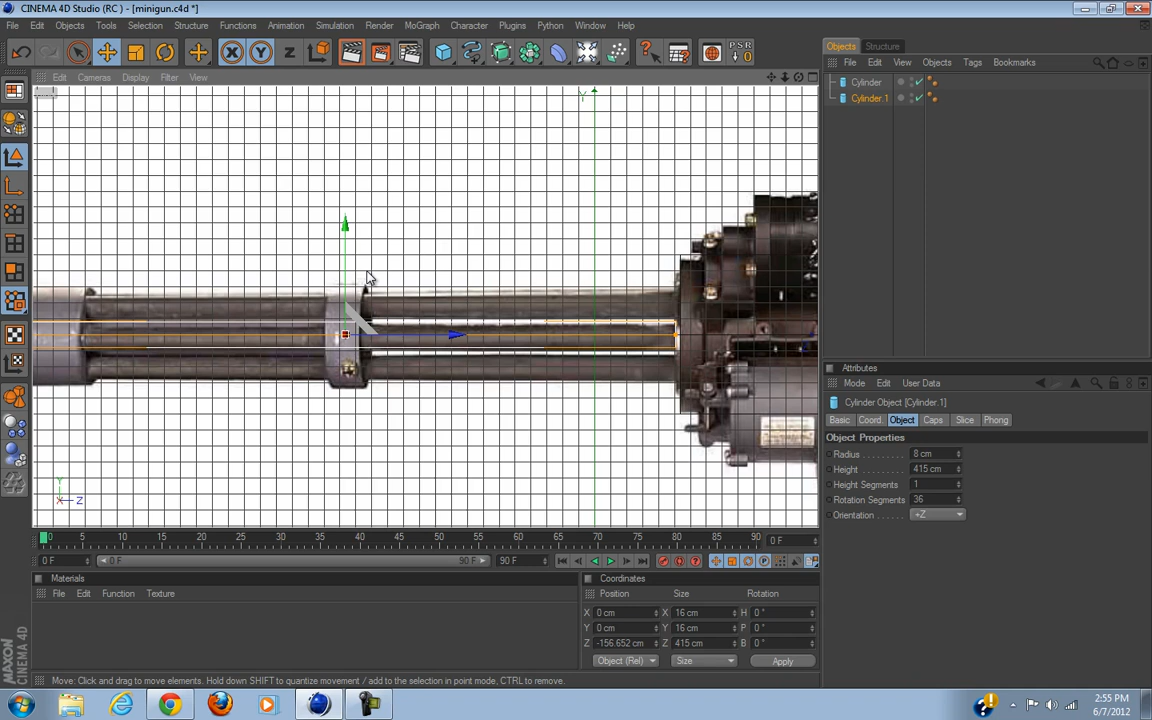 CINEMA 4D Studio (RC ) - [minigun.c4d *]
File Edit Objects Tools Selection Structure Functions Animation Simulation Render MoGraph Character Plugins Python Window Help
X Y Z PSR 0
Objects Structure
File Edit View Objects Tags Bookmarks
Edit Cameras Display Filter View
Cylinder
Cylinder.1
Y
Attributes
Mode Edit User Data
Cylinder Object [Cylinder.1]
Basic Coord. Object Caps Slice Phong
Object Properties
Radius 8 cm
Height 415 cm
Height Segments 1
Rotation Segments 36
Orientation +Z
Y
X Z
0 5 10 15 20 25 30 35 40 45 50 55 60 65 70 75 80 85 90 0 F
0 F 0 F 90 F 90 F
Materials
File Edit Function Texture
Coordinates
Position Size Rotation
X 0 cm X 16 cm H 0 °
Y 0 cm Y 16 cm P 0 °
Z -156.652 cm Z 415 cm B 0 °
Object (Rel) Size Apply
MAXON CINEMA 4D
Move: Click and drag to move elements. Hold down SHIFT to quantize movement / add to the selection in point mode, CTRL to remove.
2:55 PM
6/7/2012